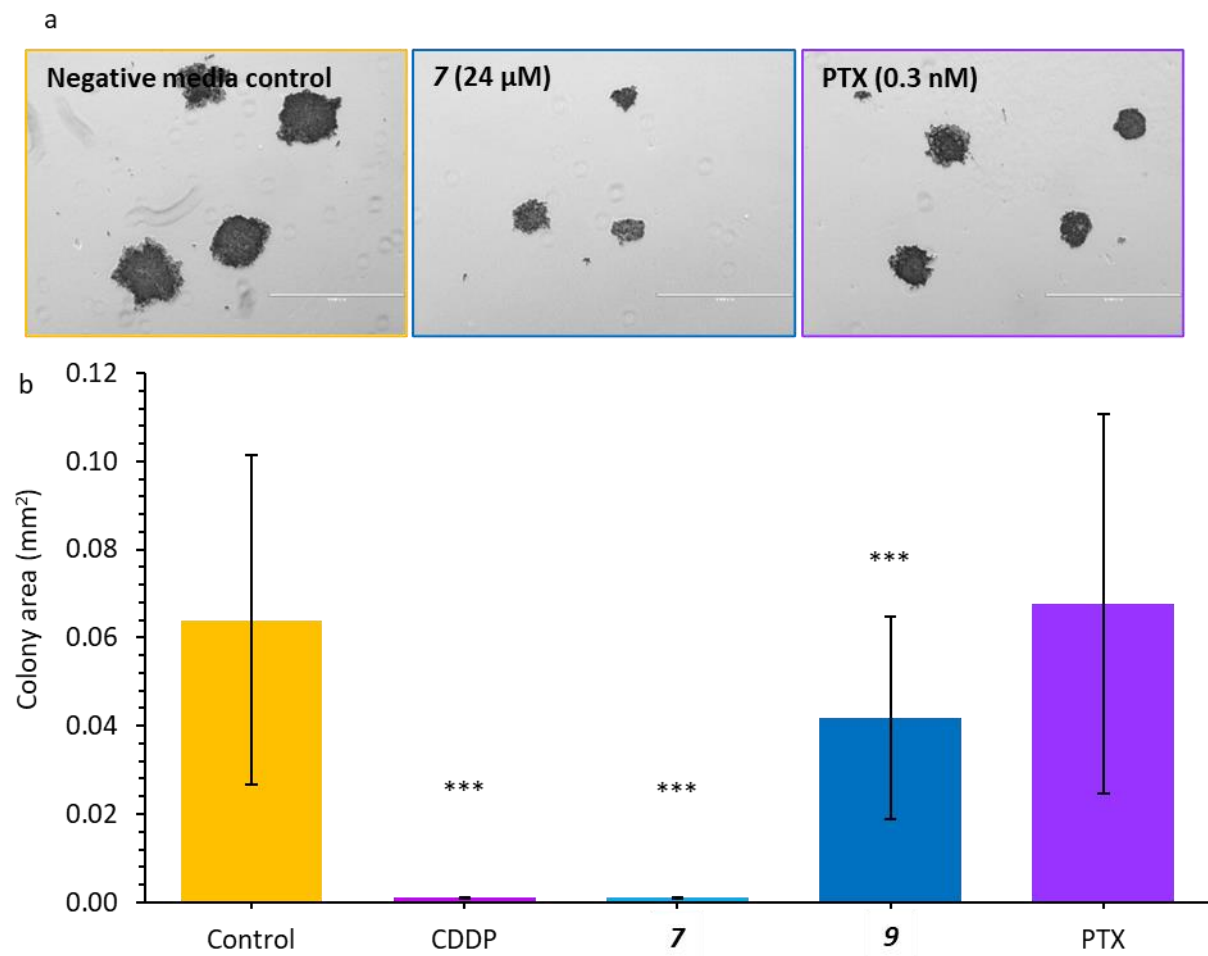 a
Negative media control
7 (24 µM)
PTX (0.3 nM)
b
Colony area (mm²)
0.12
0.10
0.08
0.06
0.04
0.02
0.00
***
***
***
Control
CDDP
7
9
PTX